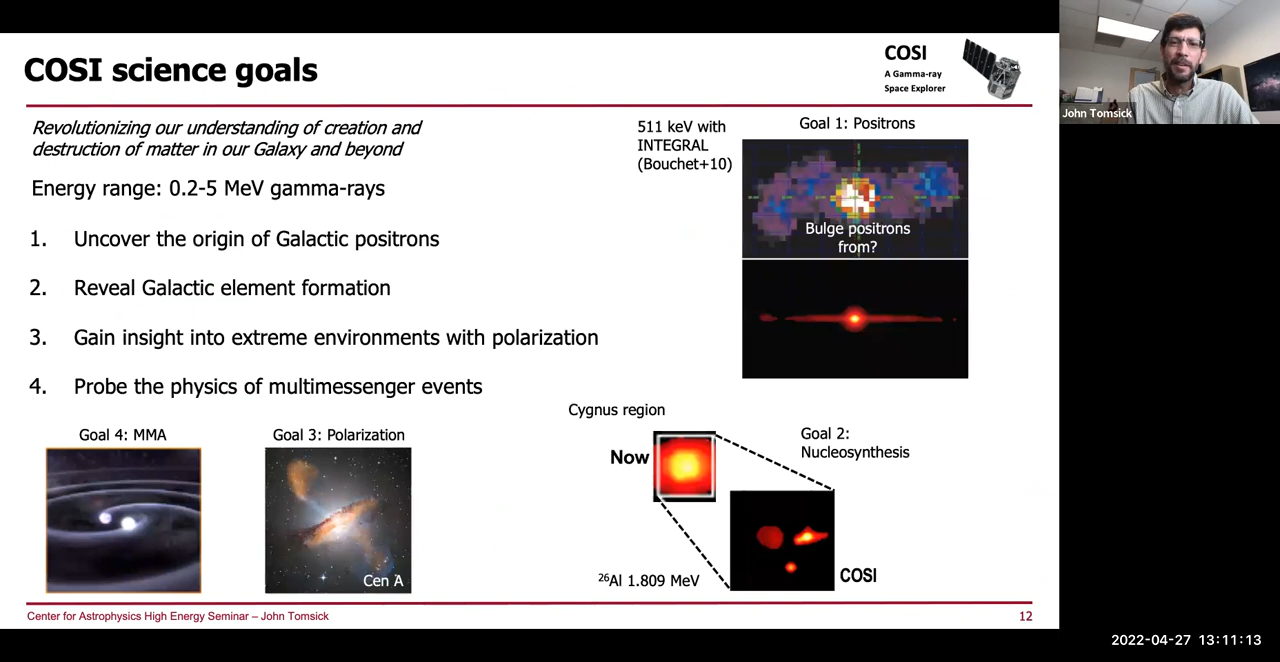 COSI science goals
COSI
A Gamma-ray
Space Explorer
Revolutionizing our understanding of creation and
destruction of matter in our Galaxy and beyond
Energy range: 0.2-5 MeV gamma-rays
1. Uncover the origin of Galactic positrons
2. Reveal Galactic element formation
3. Gain insight into extreme environments with polarization
4. Probe the physics of multimessenger events
511 keV with
INTEGRAL
(Bouchet+10)
Goal 1: Positrons
Bulge positrons
from?
Goal 4: MMA
Goal 3: Polarization
Cen A
Cygnus region
Now
Goal 2:
Nucleosynthesis
²⁶Al 1.809 MeV
COSI
Center for Astrophysics High Energy Seminar – John Tomsick
12
John Tomsick
2022-04-27 13:11:13